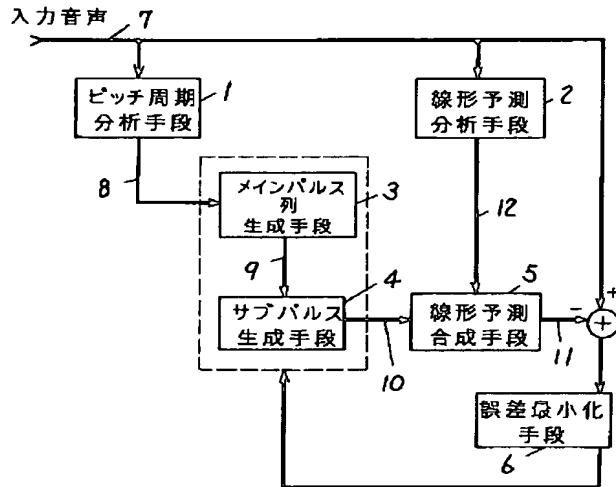 入力音声
7
ピッチ周期
分析手段
1
線形予測
分析手段
2
8
メインパルス
列
生成手段
3
12
9
サブパルス
生成手段
4
10
線形予測
合成手段
5
11
−
+
+
誤差最小化
手段
6